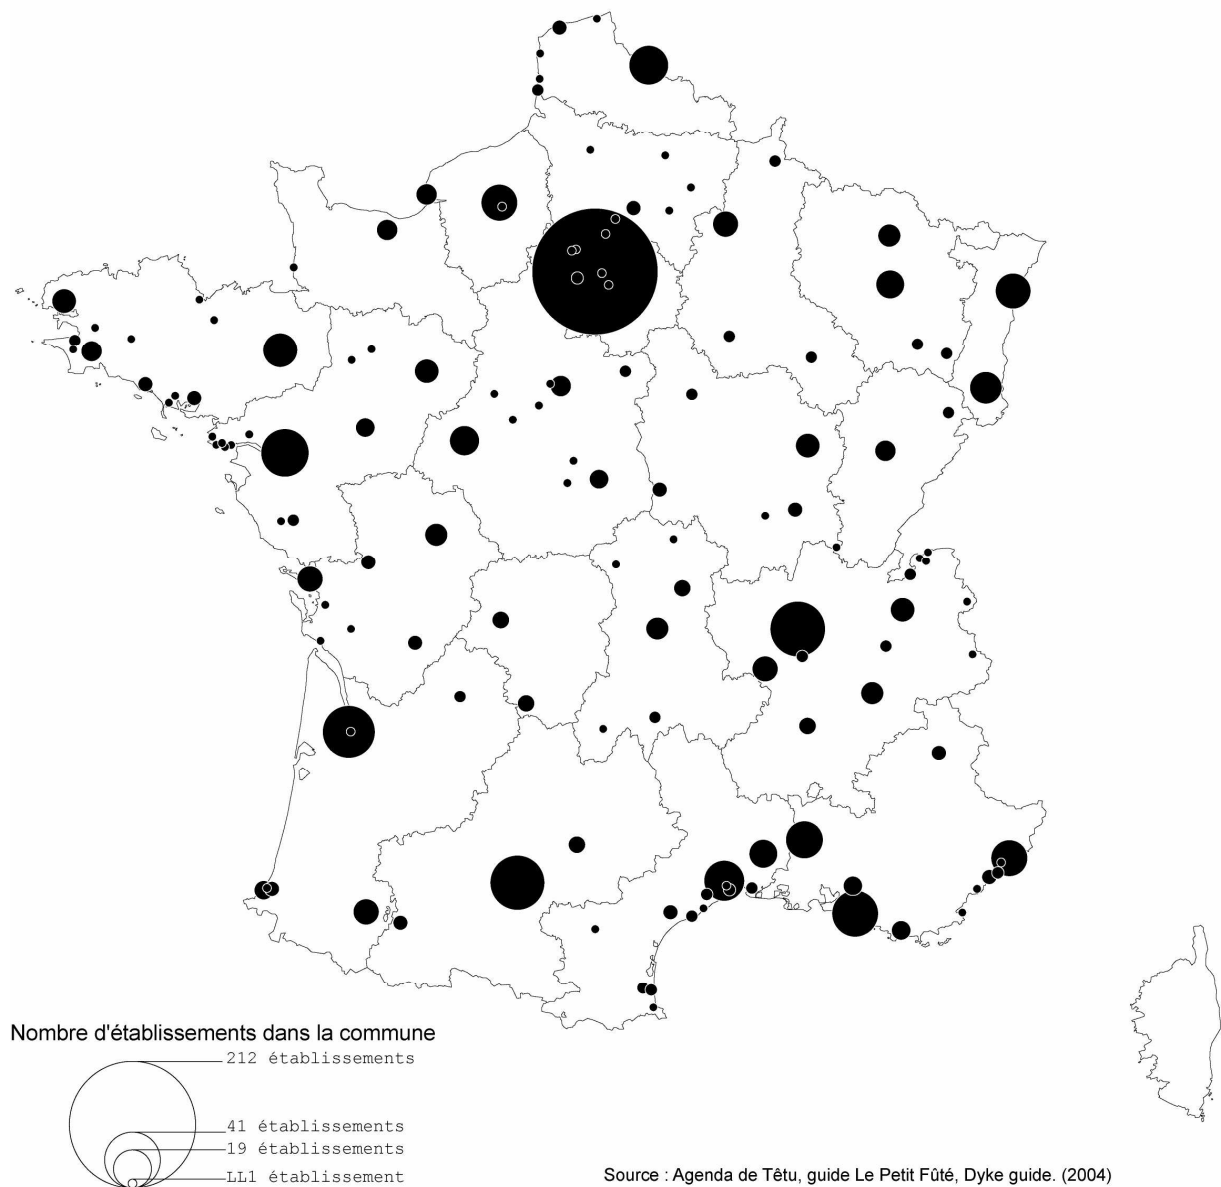 Nombre d'établissements dans la commune
212 établissements
41 établissements
19 établissements
LL1 établissement
Source : Agenda de Têtu, guide Le Petit Fûté, Dyke guide. (2004)